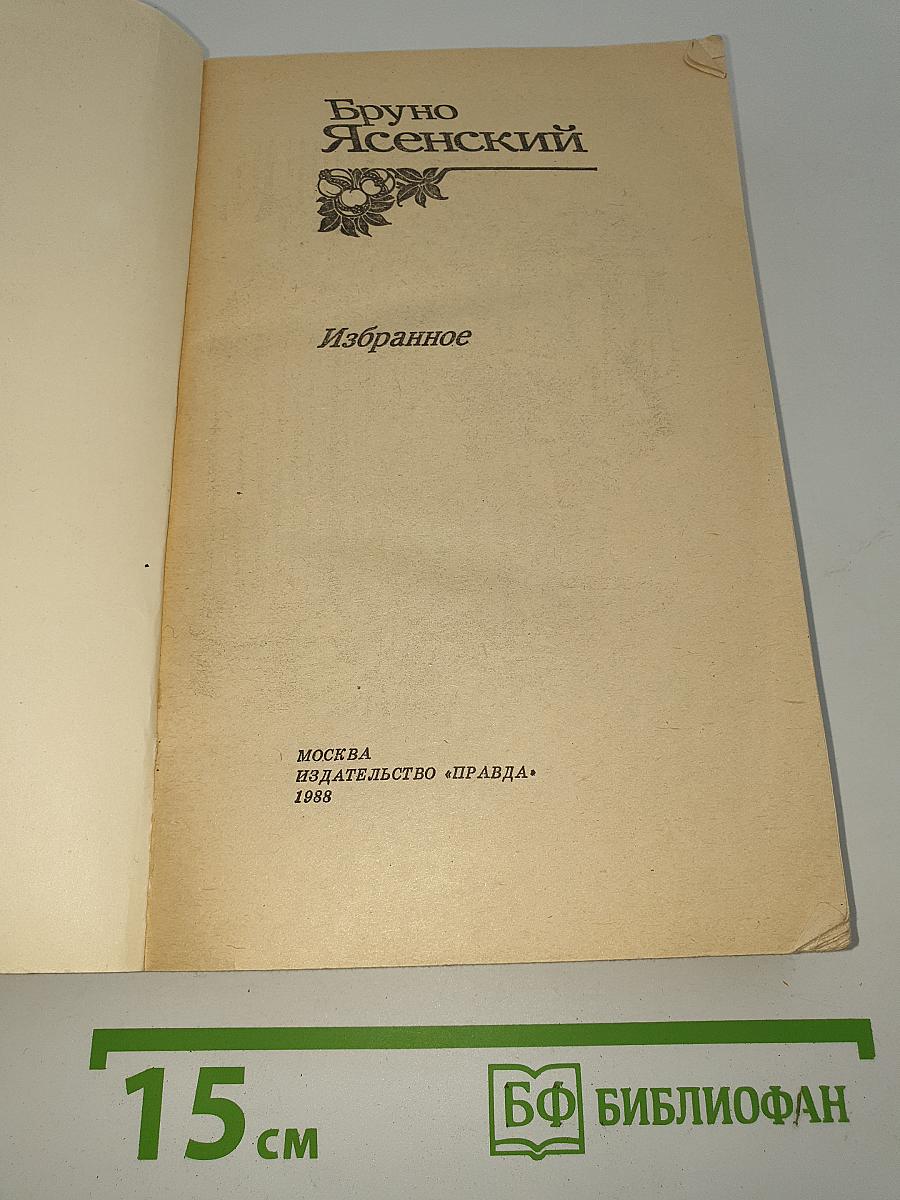 Бруно
Ясенский
Избранное
МОСКВА
ИЗДАТЕЛЬСТВО «ПРАВДА»
1988
15 см
БФ БИБЛИОФАН